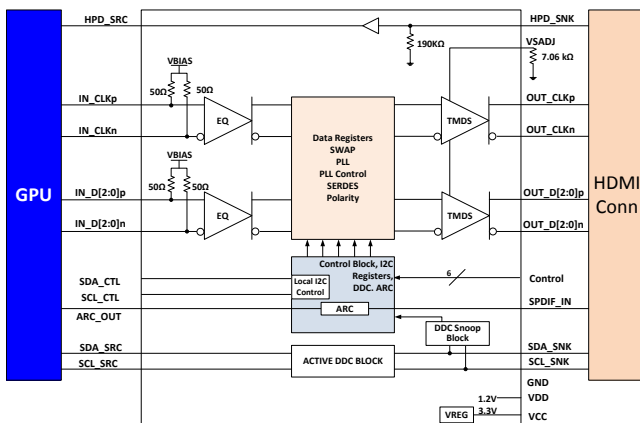 HPD_SRC
HPD_SNK
190KΩ
VSADJ
7.06 kΩ
VBIAS
50Ω
50Ω
IN_CLKp
OUT_CLKp
EQ
TMDS
IN_CLKn
OUT_CLKn
Data Registers
SWAP
PLL
PLL Control
SERDES
Polarity
VBIAS
50Ω
50Ω
GPU
HDMI
Conn
IN_D[2:0]p
OUT_D[2:0]p
EQ
TMDS
IN_D[2:0]n
OUT_D[2:0]n
Control Block, I2C
Registers,
DDC. ARC
Local I2C
Control
SDA_CTL
SCL_CTL
6
Control
ARC_OUT
ARC
SPDIF_IN
DDC Snoop
Block
SDA_SRC
SDA_SNK
ACTIVE DDC BLOCK
SCL_SRC
SCL_SNK
GND
1.2V
VDD
VREG
3.3V
VCC